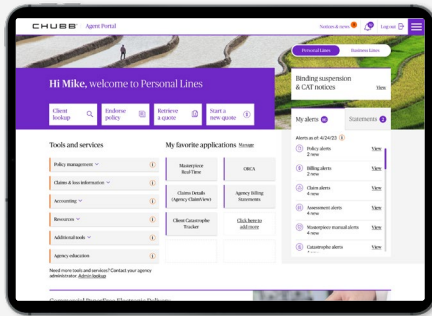 CHUBB Agent Portal
Notices & news
Log out
Personal Lines
Business Lines
Hi Mike, welcome to Personal Lines
Client
lookup
Endorse
policy
Retrieve
a quote
Start a
new quote
Binding suspension
& CAT notices
View
My alerts
Statements 2
Alerts as of: 4/24/23
Policy alerts
2 new
View
Billing alerts
2 new
View
Claim alerts
4 new
View
Assessment alerts
4 new
View
Masterpiece manual alerts
4 new
View
Catastrophe alerts
View
Tools and services
Policy management
Claims & loss information
Accounting
Resources
Additional tools
Agency education
Need more tools and services? Contact your agency
administrator. Admin lookup
My favorite applications Manage
Masterpiece
Real-Time
ORCA
Claims Details
(Agency ClaimView)
Agency Billing
Statements
Client Catastrophe
Tracker
Click here to
add more